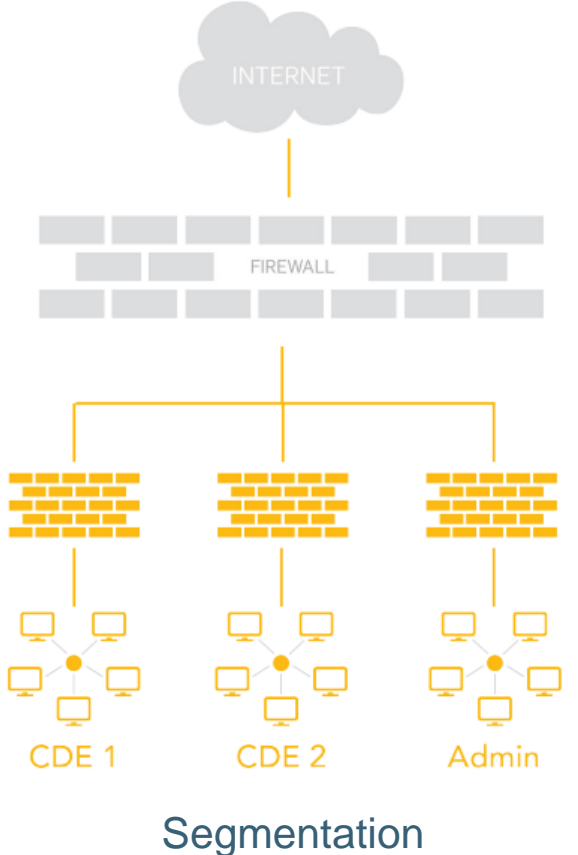 INTERNET
FIREWALL
CDE 1 CDE 2 Admin
Segmentation